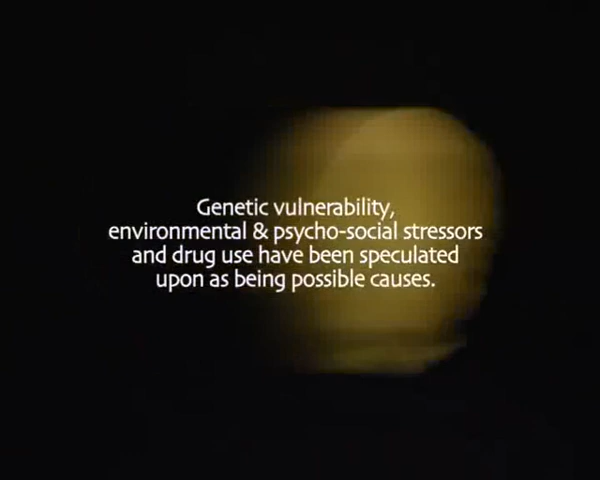 Genetic vulnerability,
environmental & psycho-social stressors
and drug use have been speculated
upon as being possible causes.